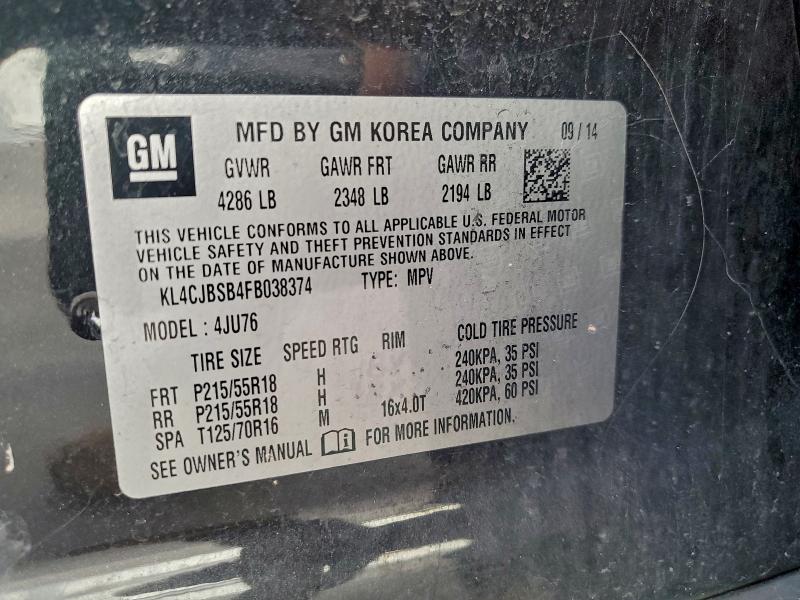 GM
MFD BY GM KOREA COMPANY 09 / 14
GVWR GAWR FRT GAWR RR
4286 LB 2348 LB 2194 LB
THIS VEHICLE CONFORMS TO ALL APPLICABLE U.S. FEDERAL MOTOR
VEHICLE SAFETY AND THEFT PREVENTION STANDARDS IN EFFECT
ON THE DATE OF MANUFACTURE SHOWN ABOVE.
KL4CJBSB4FB038374 TYPE: MPV
MODEL : 4JU76
TIRE SIZE SPEED RTG RIM COLD TIRE PRESSURE
FRT P215/55R18 H 240KPA, 35 PSI
RR P215/55R18 H 240KPA, 35 PSI
SPA T125/70R16 M 16x4.0T 420KPA, 60 PSI
SEE OWNER'S MANUAL i FOR MORE INFORMATION.